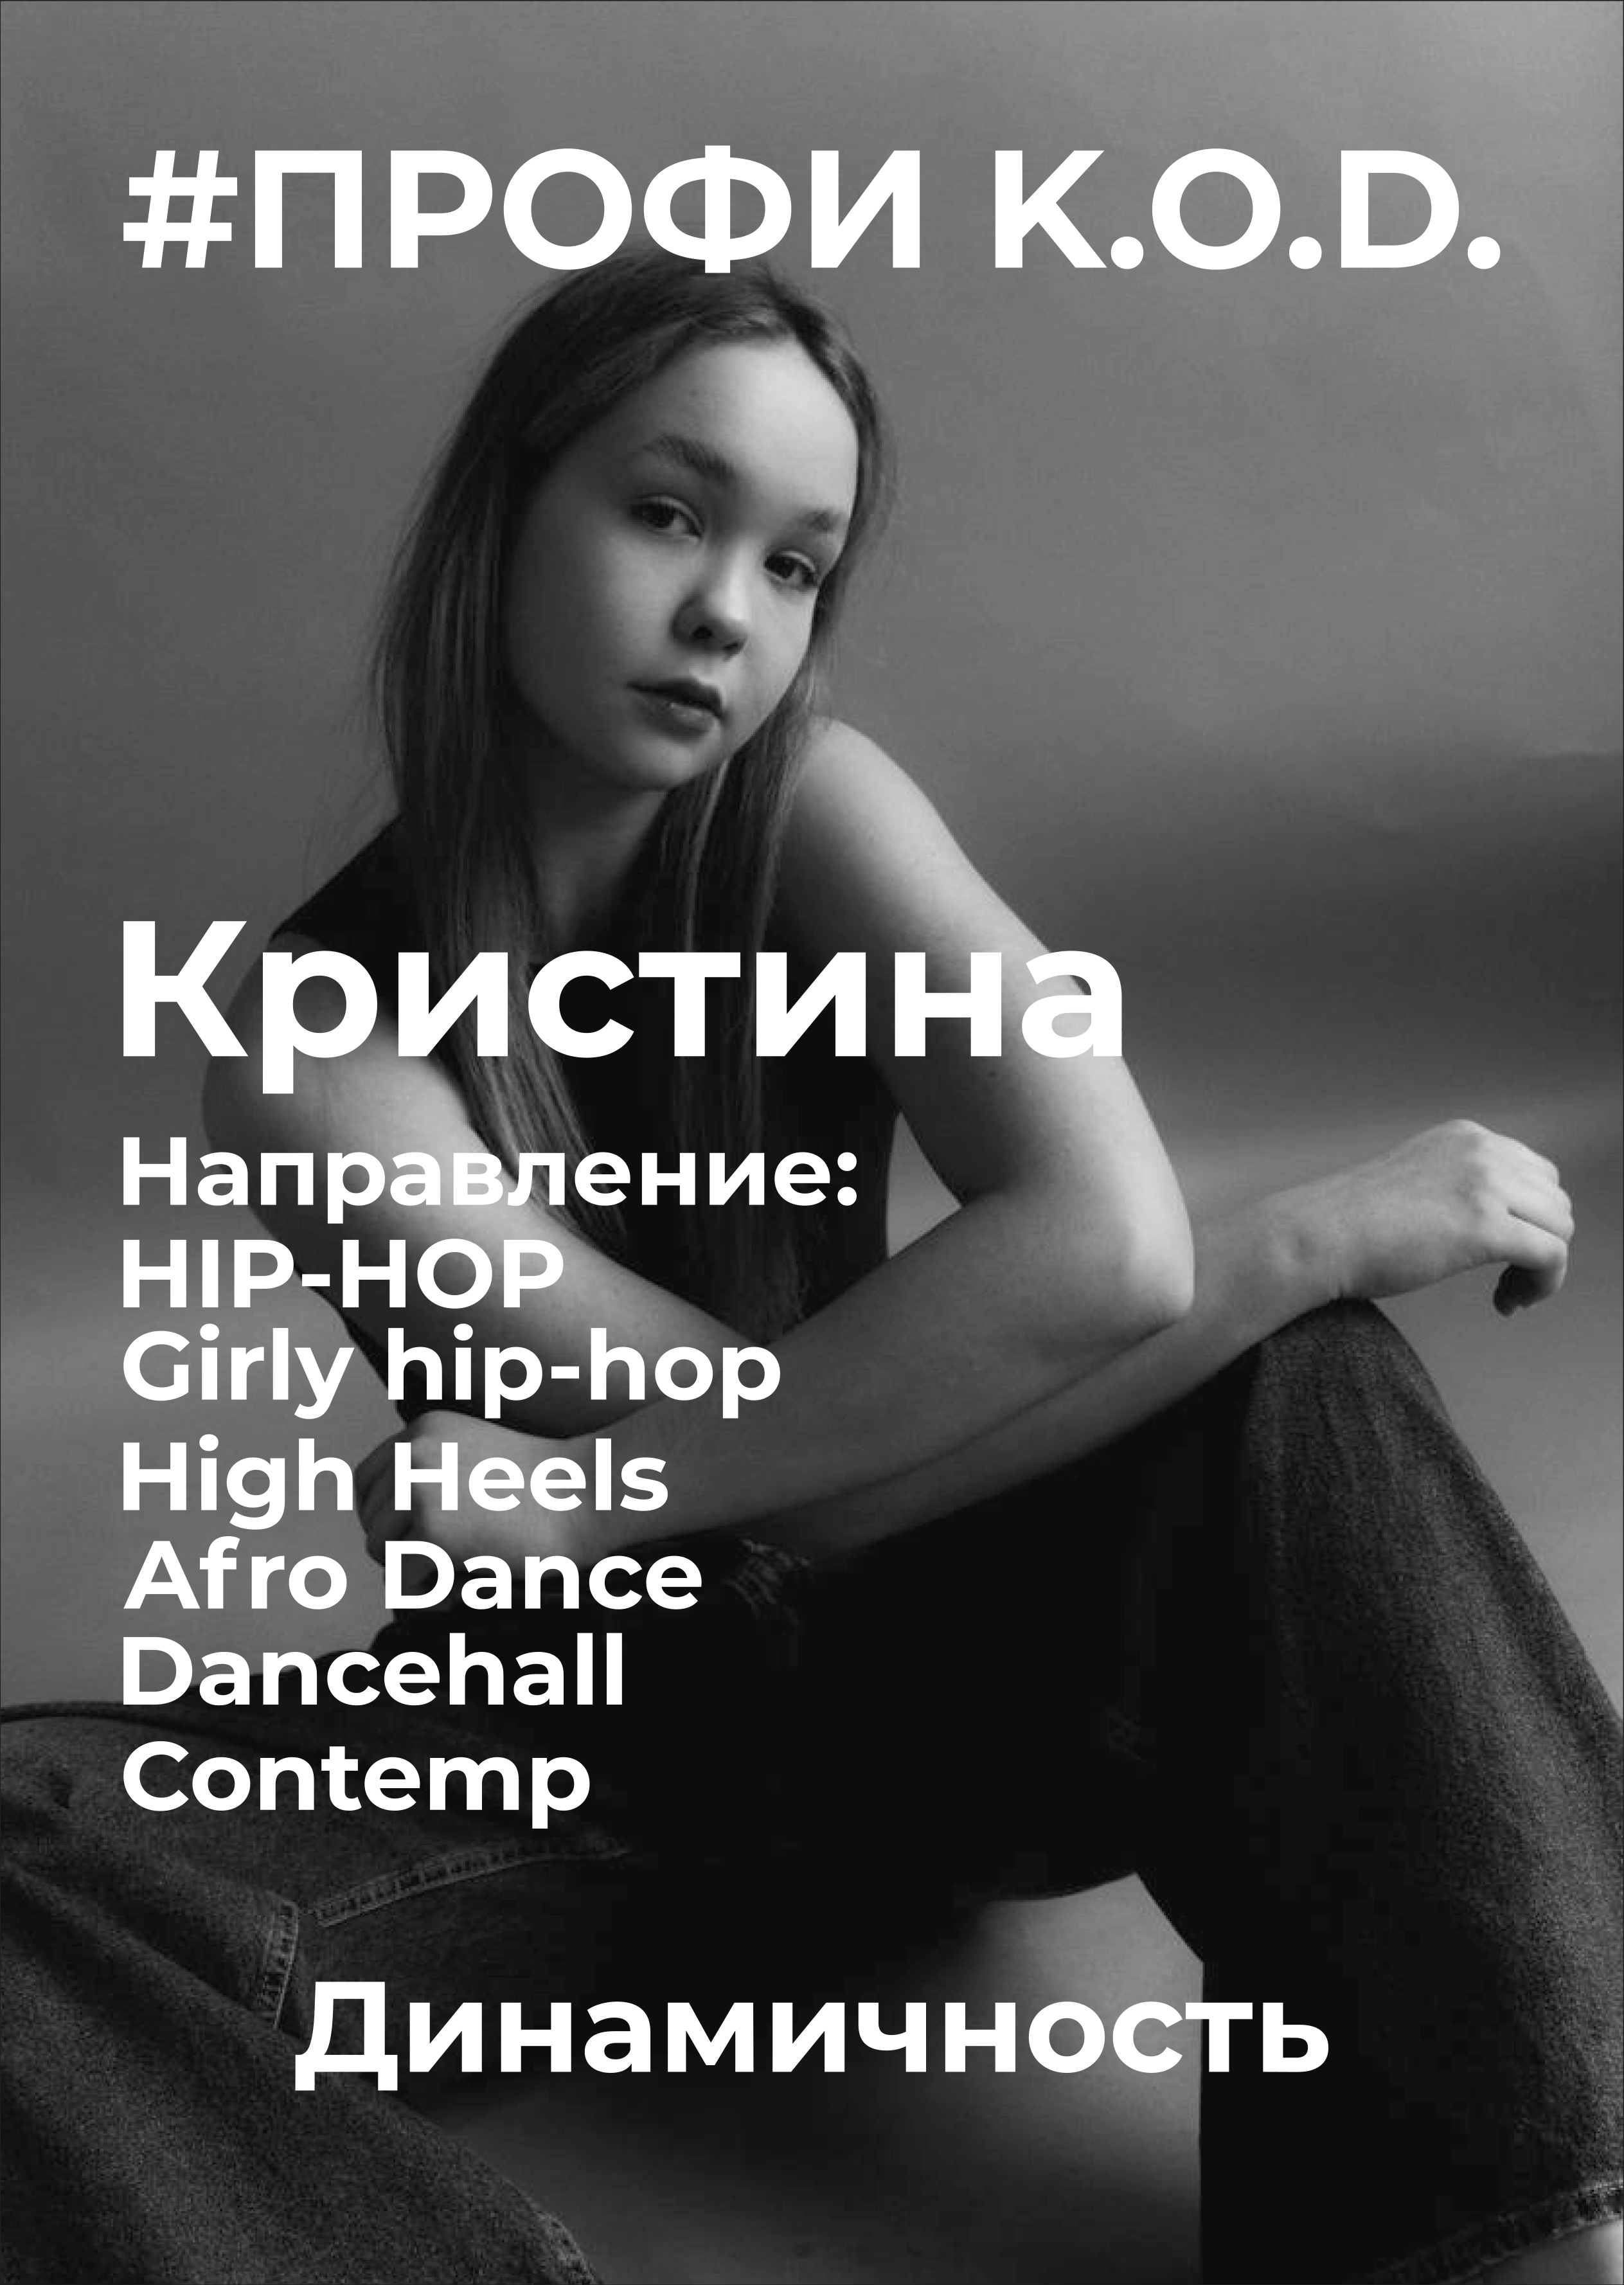 #ПРОФИ K.O.D.
Кристина
Направление:
HIP-HOP
Girly hip-hop
High Heels
Afro Dance
Dancehall
Contemp
Динамичность